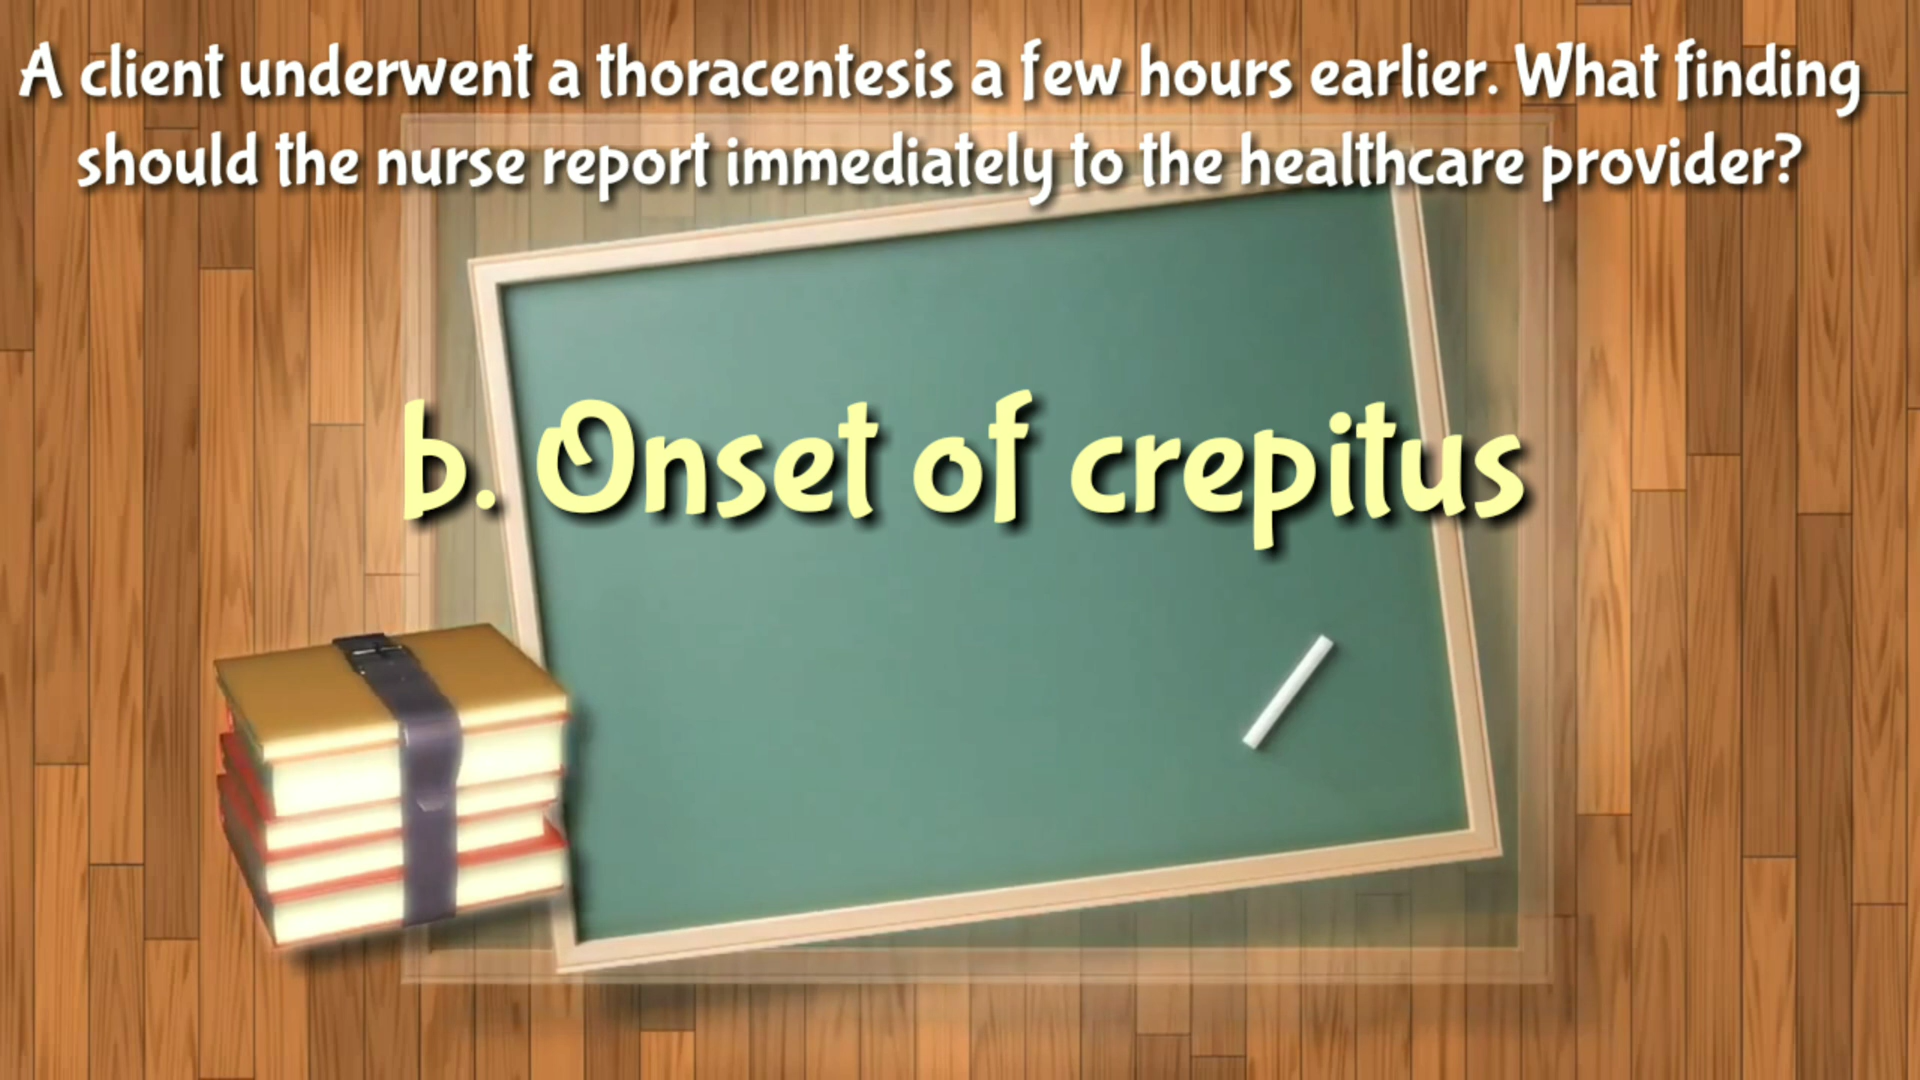 A client underwent a thoracentesis a few hours earlier. What finding
should the nurse report immediately to the healthcare provider?
b. Onset of crepitus